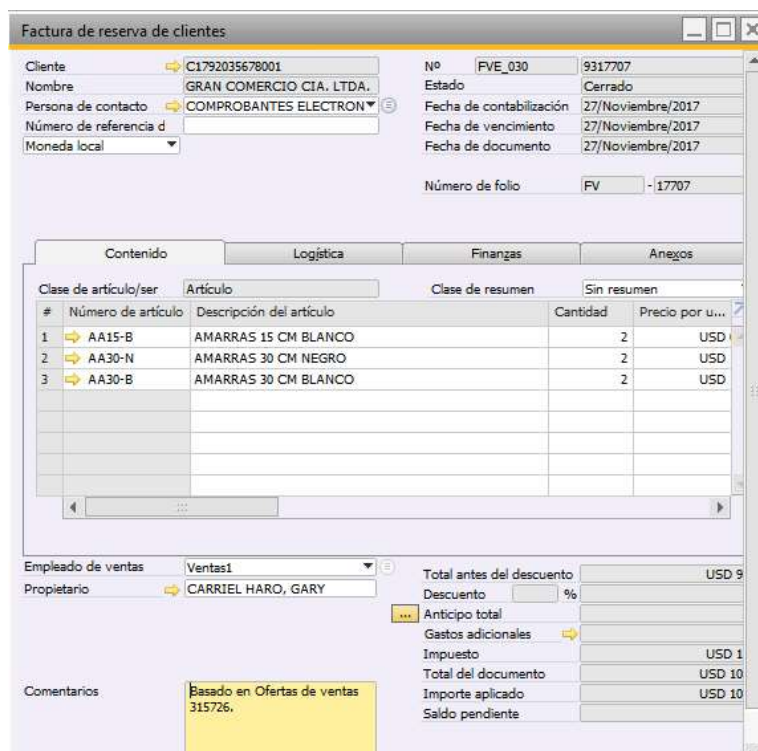 Factura de reserva de clientes
Cliente C1792035678001
Nombre GRAN COMERCIO CIA. LTDA.
Persona de contacto COMPROBANTES ELECTRON
Número de referencia d
Moneda local
Nº FVE_030 9317707
Estado Cerrado
Fecha de contabilización 27/Noviembre/2017
Fecha de vencimiento 27/Noviembre/2017
Fecha de documento 27/Noviembre/2017
Número de folio FV - 17707
Contenido Logística Finanzas Anexos
Clase de artículo/ser Artículo Clase de resumen Sin resumen
# Número de artículo Descripción del artículo Cantidad Precio por u...
1 AA15-B AMARRAS 15 CM BLANCO 2 USD
2 AA30-N AMARRAS 30 CM NEGRO 2 USD
3 AA30-B AMARRAS 30 CM BLANCO 2 USD
Empleado de ventas Ventas1
Propietario CARRIEL HARO, GARY
Comentarios Basado en Ofertas de ventas
315726.
Total antes del descuento USD 9
Descuento %
... Anticipo total
Gastos adicionales
Impuesto USD 1
Total del documento USD 10
Importe aplicado USD 10
Saldo pendiente